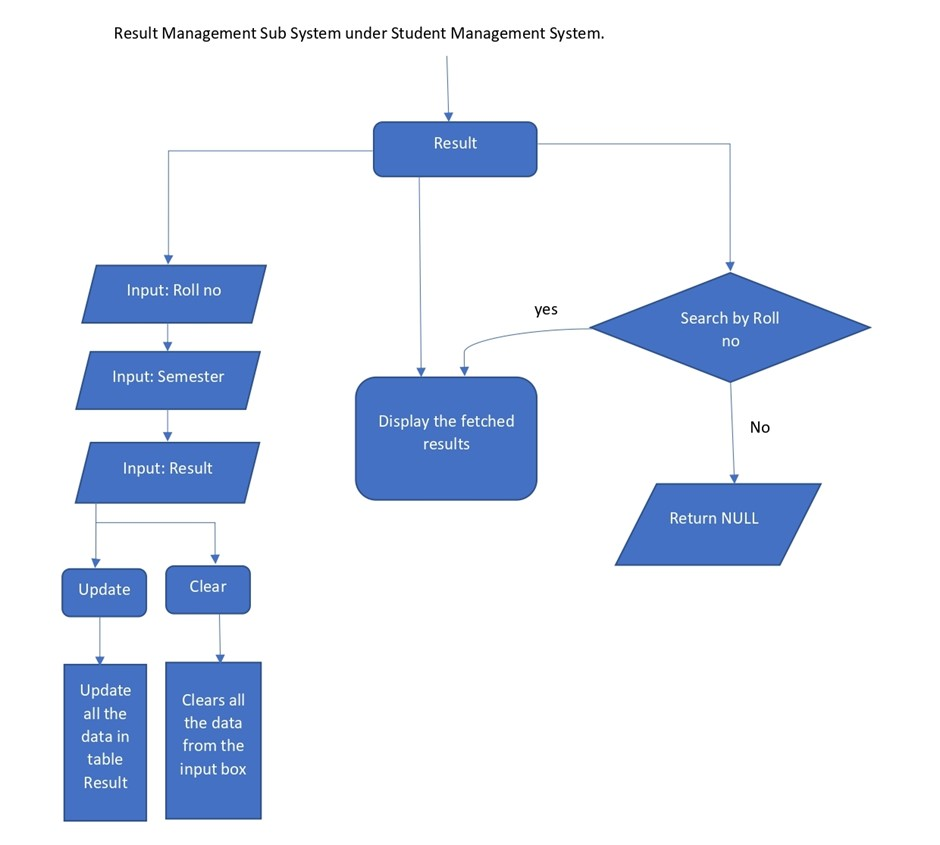 Result Management Sub System under Student Management System.
Result
Input: Roll no
Input: Semester
Input: Result
yes
Search by Roll
no
Display the fetched
results
No
Return NULL
Update
Clear
Update
all the
data in
table
Result
Clears all
the data
from the
input box